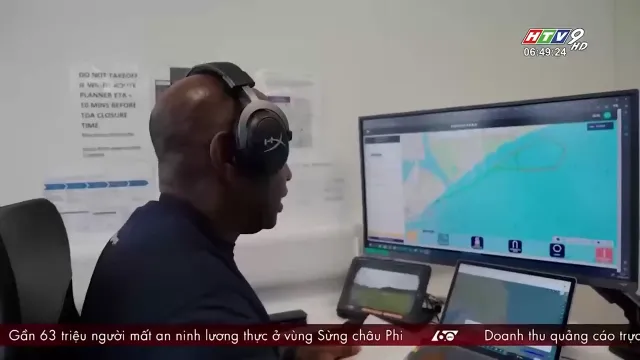 HTV9 HD
06:49:24
DO NOT TAKEOFF
PLANNER ETA +
10 MINS BEFORE
TDA CLOSURE
TIME
Gần 63 triệu người mất an ninh lương thực ở vùng Sừng châu Phi
60
Doanh thu quảng cáo trực